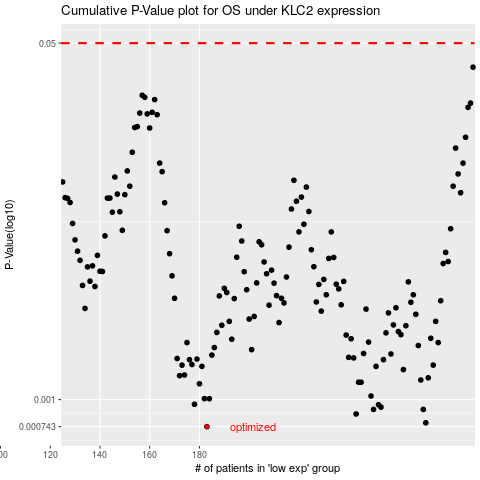 Cumulative P-Value plot for OS under KLC2 expression
0.05
P-Value(log10)
0.001
0.000743
optimized
00 120 140 160 180
# of patients in 'low exp' group